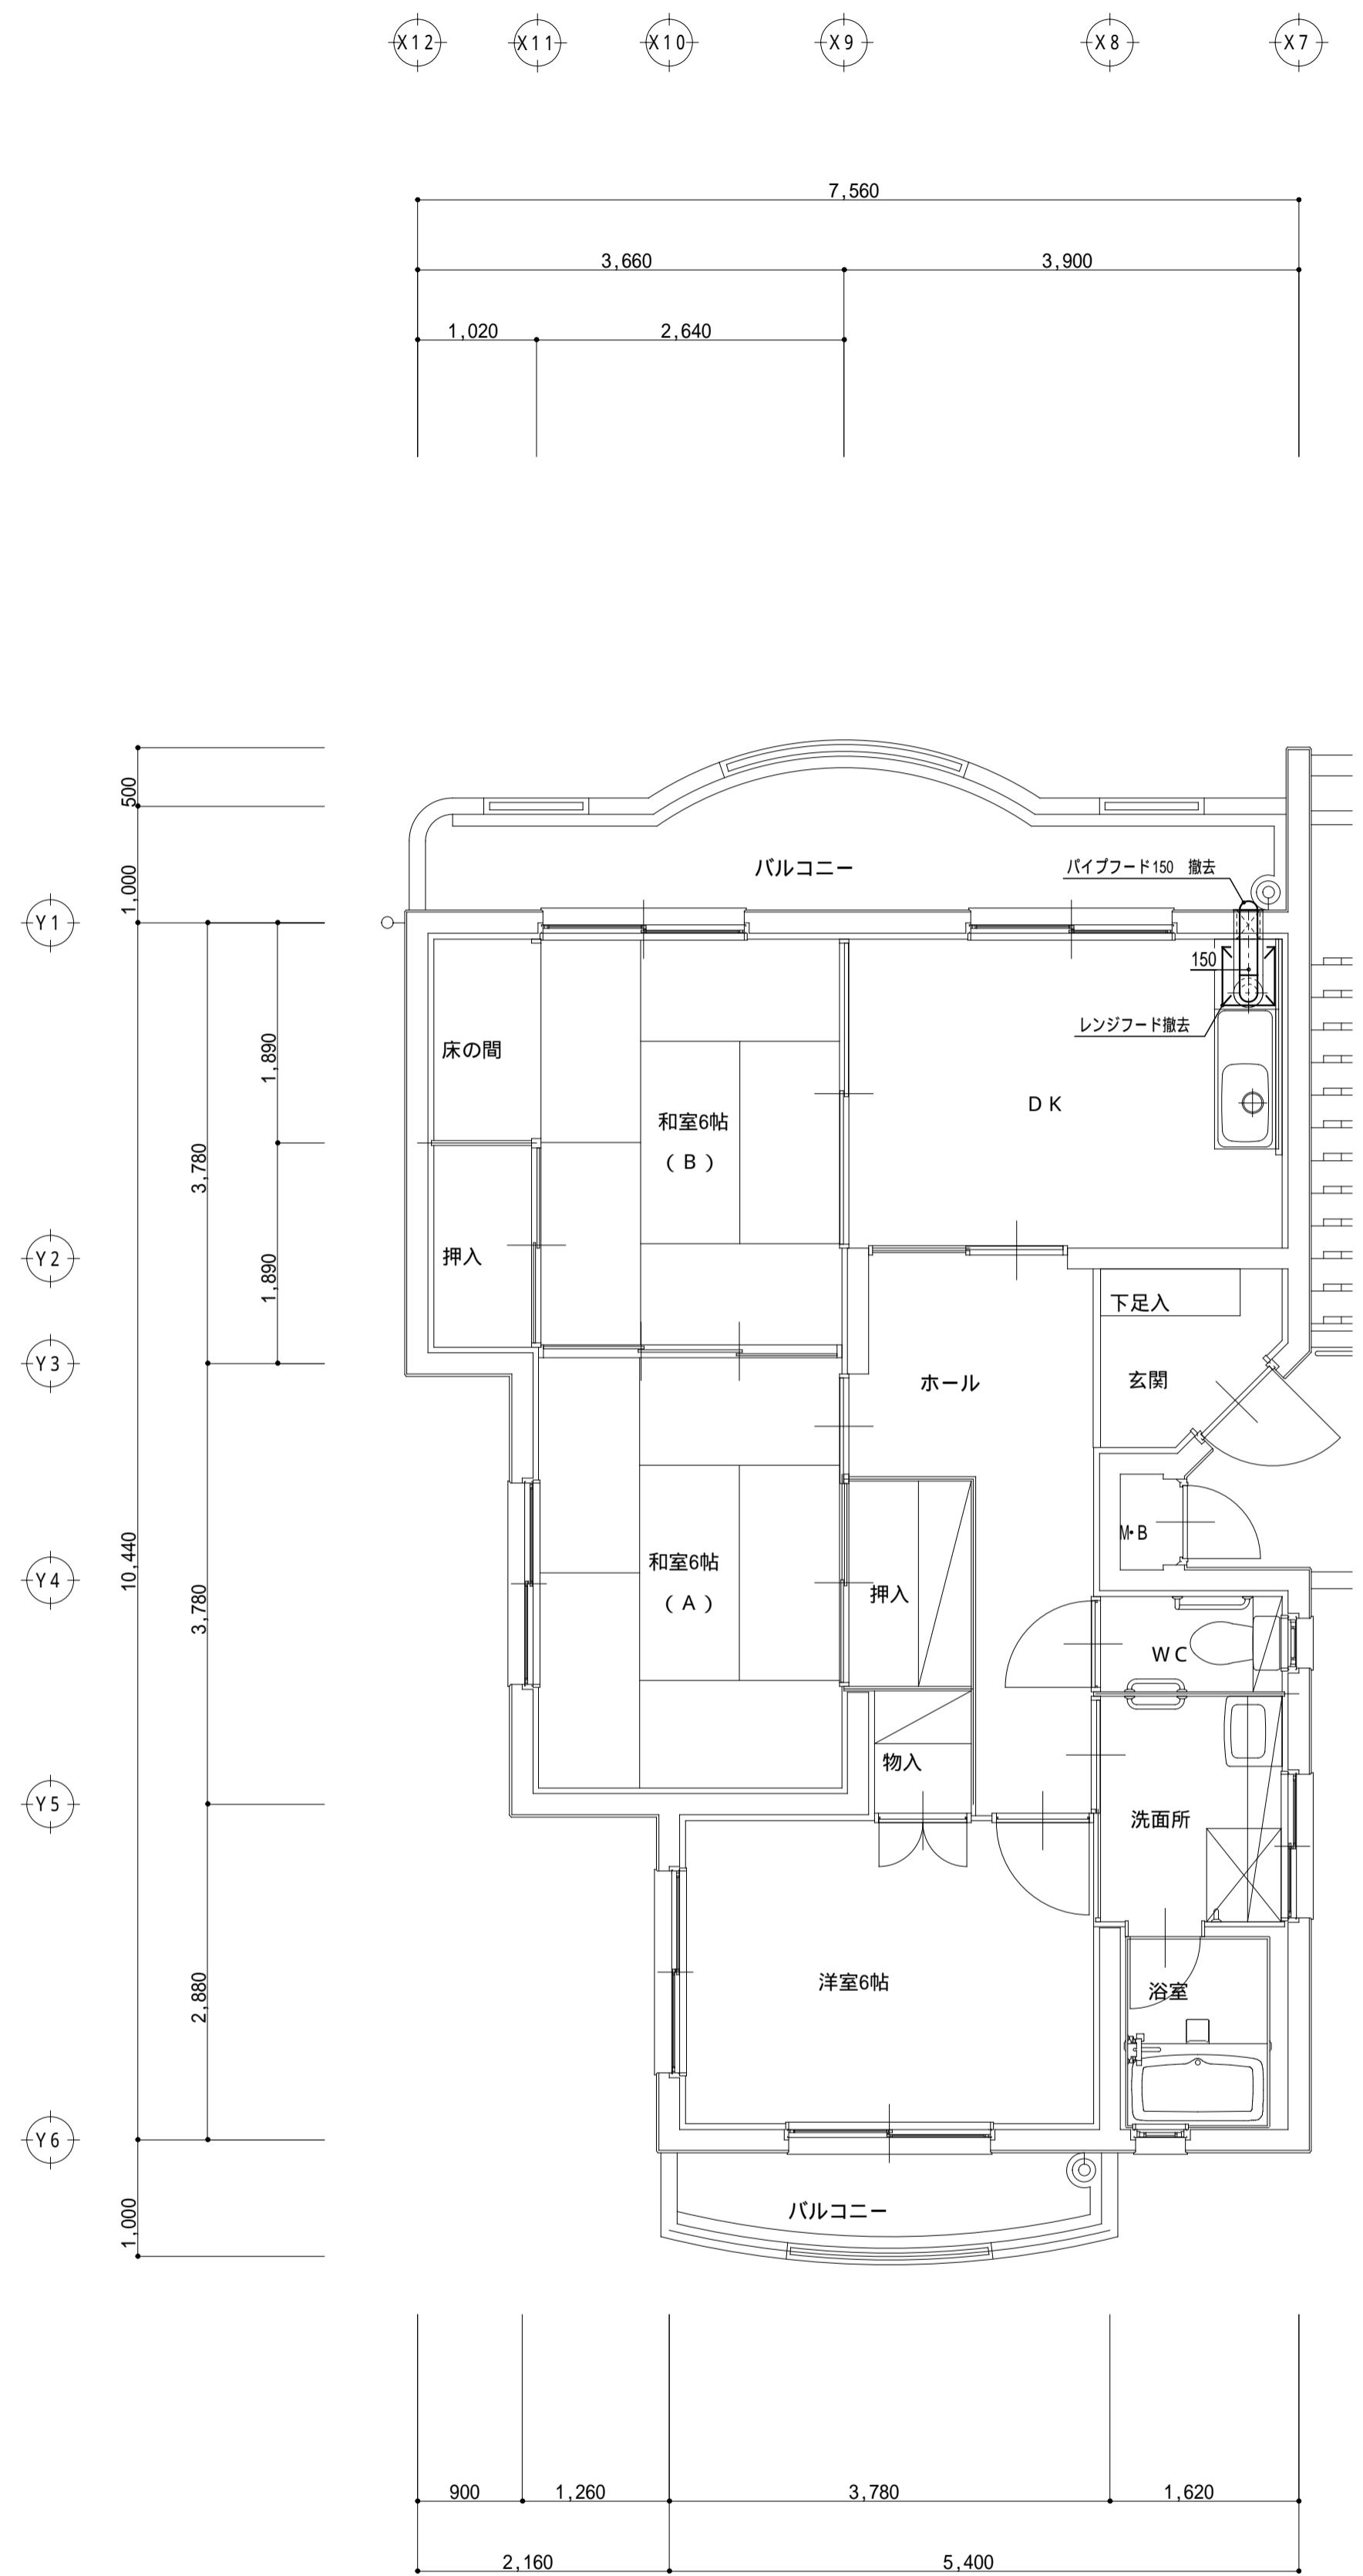 X12
X11
X10
X9
X8
X7
7,560
3,660
3,900
1,020
2,640
500
1,000
バルコニー
パイプフード150 撤去
Y1
150
レンジフード撤去
1,890
床の間
DK
和室6帖
(B)
3,780
Y2
押入
1,890
下足入
Y3
ホール
玄関
M・B
10,440
和室6帖
(A)
Y4
押入
3,780
WC
物入
Y5
洗面所
洋室6帖
浴室
2,880
Y6
1,000
バルコニー
900
1,260
3,780
1,620
2,160
5,400